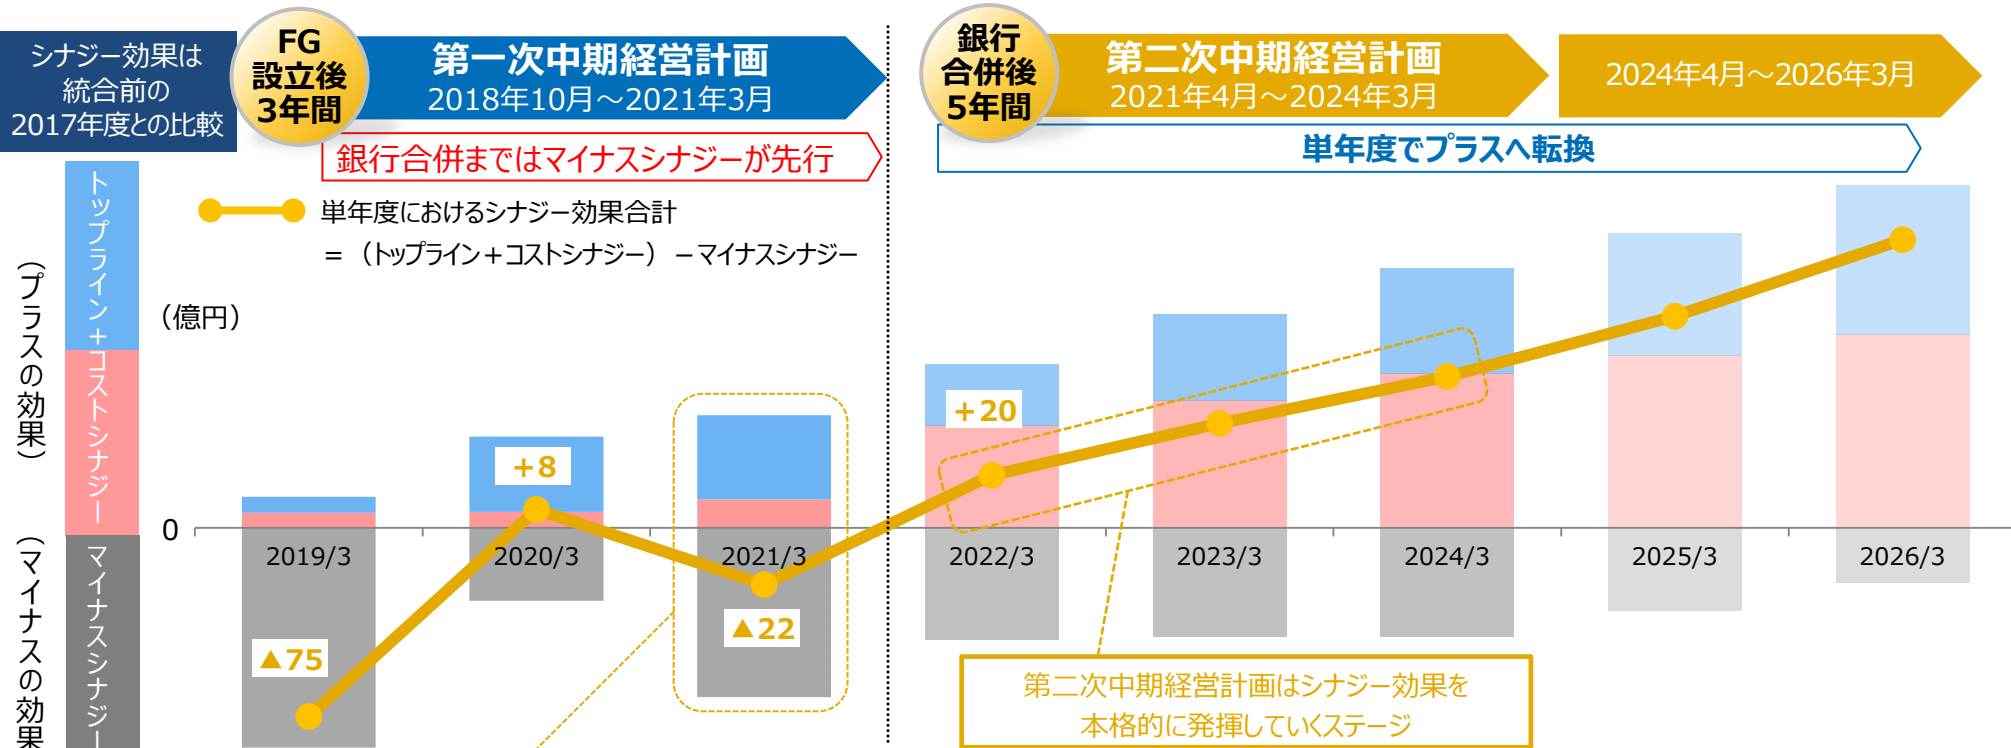 シナジー効果は
統合前の
2017年度との比較
FG
設立後
3年間
第一次中期経営計画
2018年10月～2021年3月
銀行
合併後
5年間
第二次中期経営計画
2021年4月～2024年3月
2024年4月～2026年3月
銀行合併まではマイナスシナジーが先行
単年度でプラスへ転換
単年度におけるシナジー効果合計
＝（トップライン＋コストシナジー）－マイナスシナジー
（プラスの効果）
トップライン＋コストシナジー
（億円）
＋8
＋20
0
2019/3
2020/3
2021/3
2022/3
2023/3
2024/3
2025/3
2026/3
（マイナスの効果
マイナスシナジー
▲75
▲22
第二次中期経営計画はシナジー効果を
本格的に発揮していくステージ